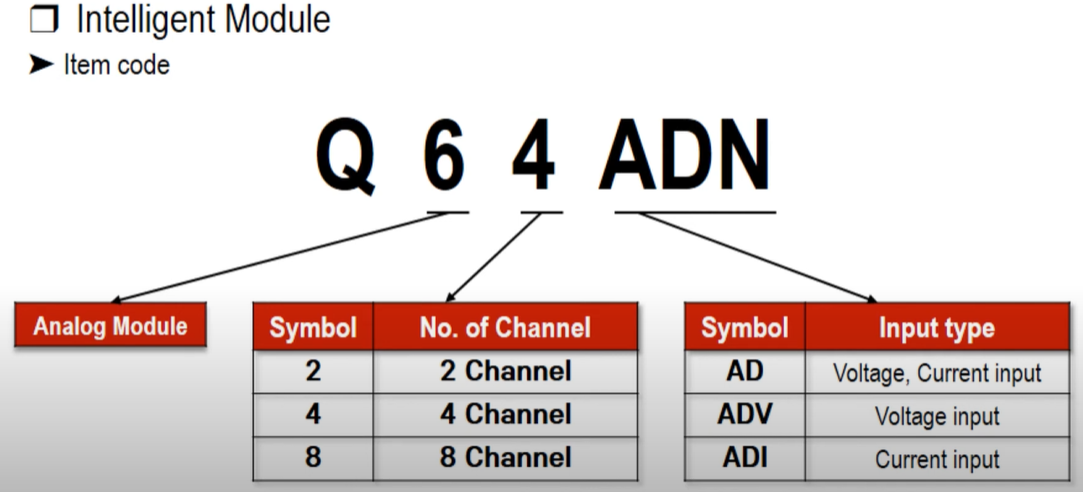 Intelligent Module
Item code
Q 6 4 ADN
Analog Module
Symbol No. of Channel
2 2 Channel
4 4 Channel
8 8 Channel
Symbol Input type
AD Voltage, Current input
ADV Voltage input
ADI Current input